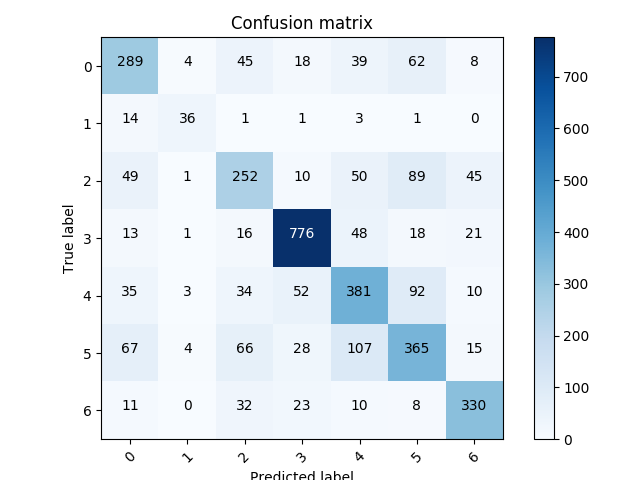 Confusion matrix
0 289 4 45 18 39 62 8
1 14 36 1 1 3 1 0
2 49 1 252 10 50 89 45
3 13 1 16 776 48 18 21
4 35 3 34 52 381 92 10
5 67 4 66 28 107 365 15
6 11 0 32 23 10 8 330
0 1 2 3 4 5 6
True label
Predicted label
700
600
500
400
300
200
100
0